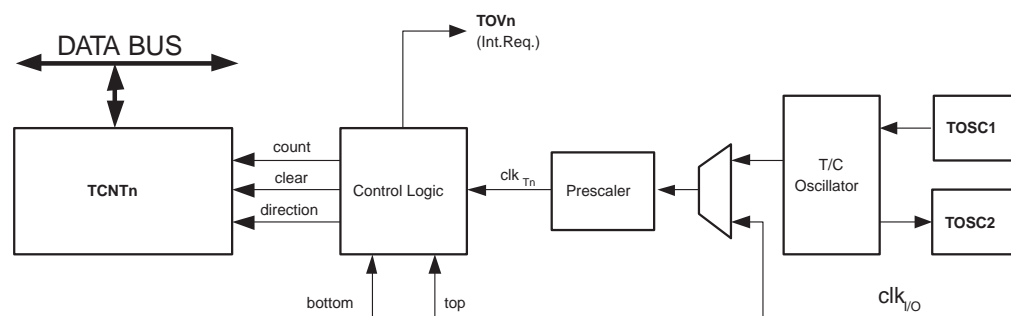 TOVn
(Int.Req.)
DATA BUS
TCNTn
count
clear
direction
Control Logic
clk Tn
Prescaler
T/C
Oscillator
TOSC1
TOSC2
bottom
top
clk I/O